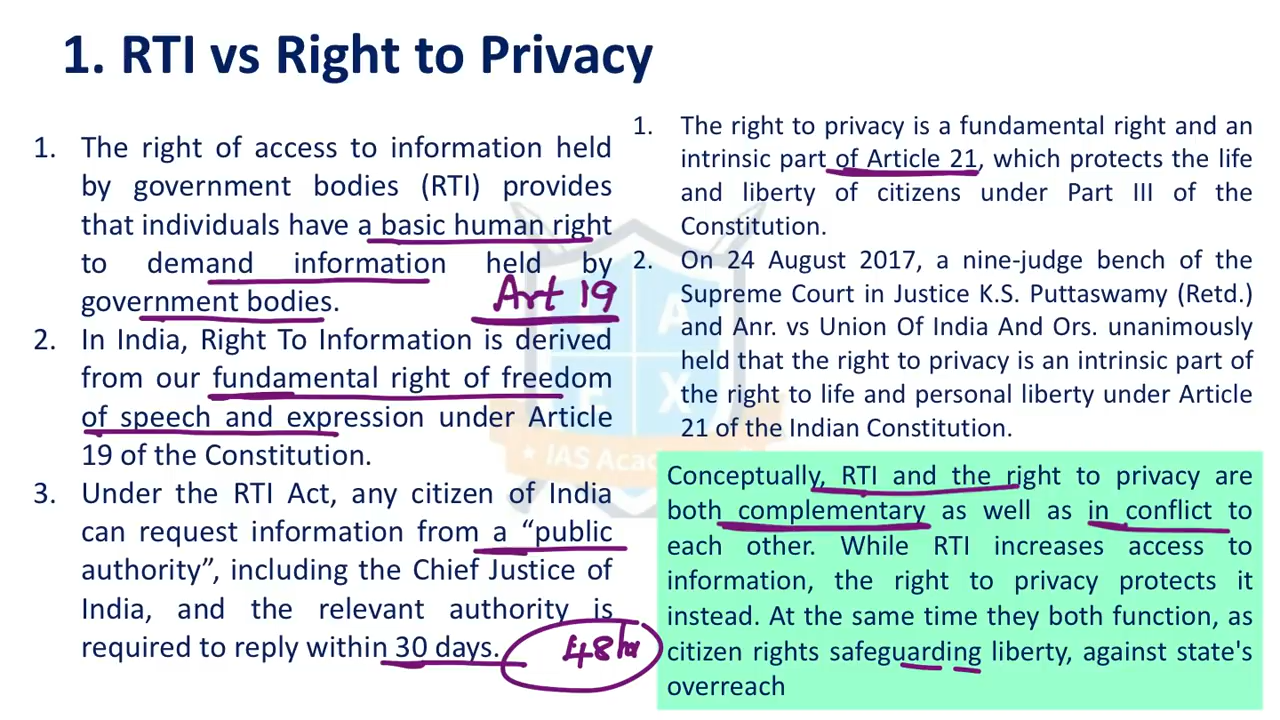 1. RTI vs Right to Privacy
1. The right of access to information held
by government bodies (RTI) provides
that individuals have a basic human right
to demand information held by
government bodies.
Art 19
2. In India, Right To Information is derived
from our fundamental right of freedom
of speech and expression under Article
19 of the Constitution.
3. Under the RTI Act, any citizen of India
can request information from a “public
authority”, including the Chief Justice of
India, and the relevant authority is
required to reply within 30 days.
48 hr
1. The right to privacy is a fundamental right and an
intrinsic part of Article 21, which protects the life
and liberty of citizens under Part III of the
Constitution.
2. On 24 August 2017, a nine-judge bench of the
Supreme Court in Justice K.S. Puttaswamy (Retd.)
and Anr. vs Union Of India And Ors. unanimously
held that the right to privacy is an intrinsic part of
the right to life and personal liberty under Article
21 of the Indian Constitution.
Conceptually, RTI and the right to privacy are
both complementary as well as in conflict to
each other. While RTI increases access to
information, the right to privacy protects it
instead. At the same time they both function, as
citizen rights safeguarding liberty, against state's
overreach
A
X
IAS